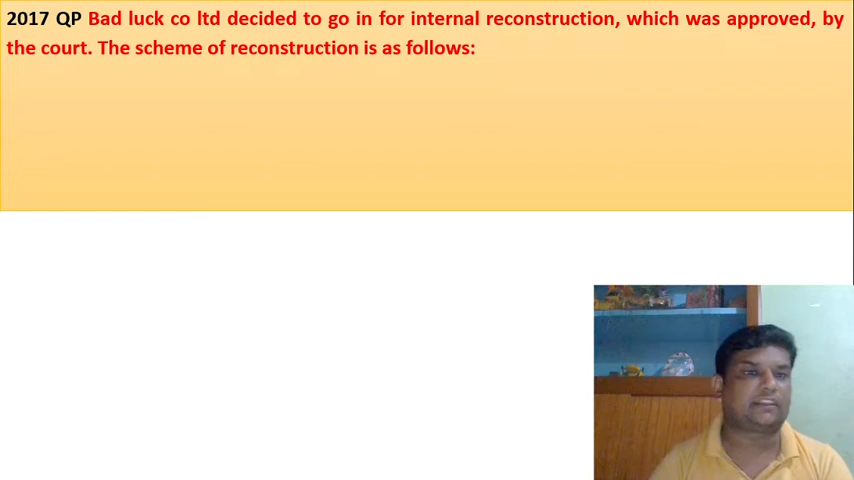 2017 QP Bad luck co ltd decided to go in for internal reconstruction, which was approved, by
the court. The scheme of reconstruction is as follows: